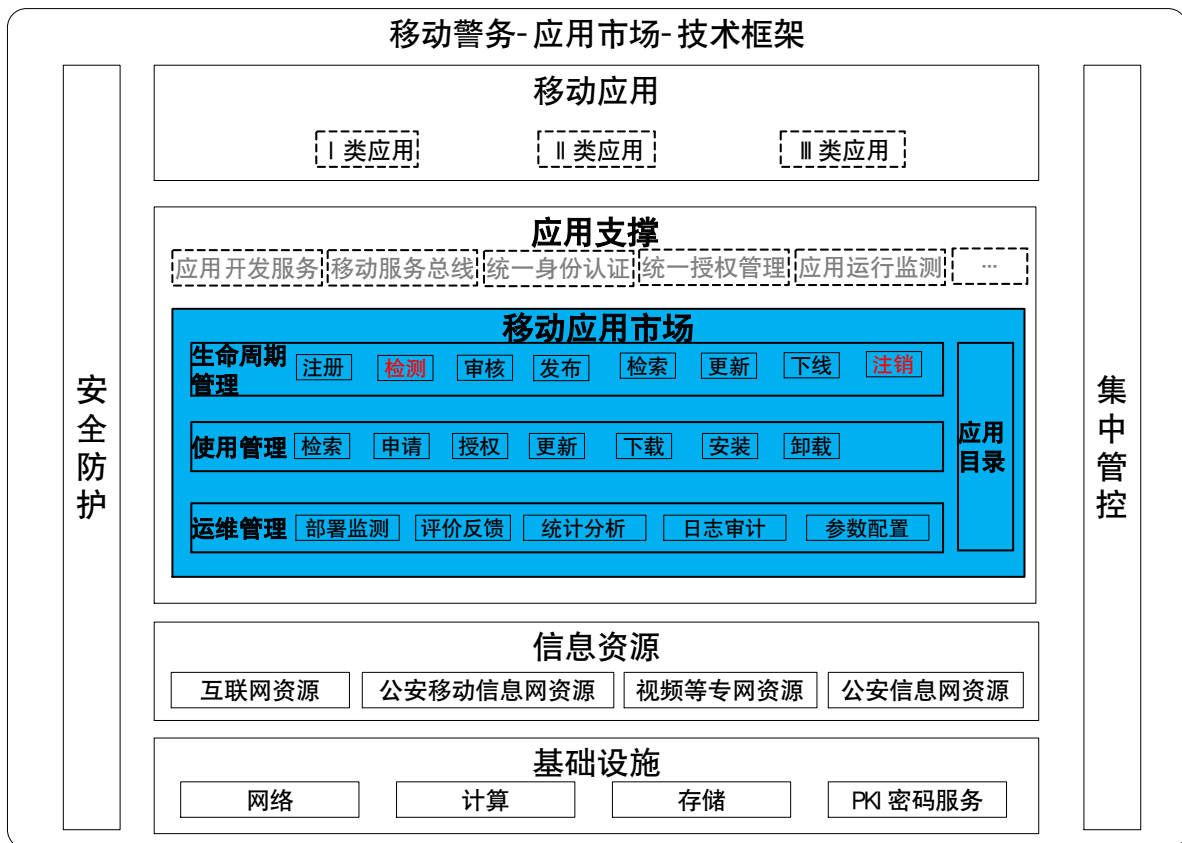 移动警务-应用市场-技术框架
移动应用
Ⅰ类应用 Ⅱ类应用 Ⅲ类应用
应用支撑
应用开发服务 移动服务总线 统一身份认证 统一授权管理 应用运行监测 …
移动应用市场
生命周期管理 注册 检测 审核 发布 检索 更新 下线 注销
使用管理 检索 申请 授权 更新 下载 安装 卸载
运维管理 部署监测 评价反馈 统计分析 日志审计 参数配置
应用目录
安全防护
集中管控
信息资源
互联网资源 公安移动信息网资源 视频等专网资源 公安信息网资源
基础设施
网络 计算 存储 PKI密码服务